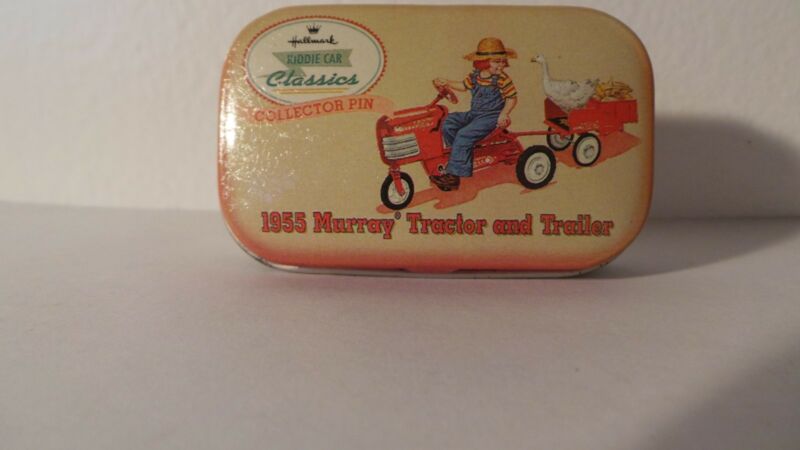 Hallmark
KIDDIE CAR
Classics
COLLECTOR PIN
1955 Murray® Tractor and Trailer